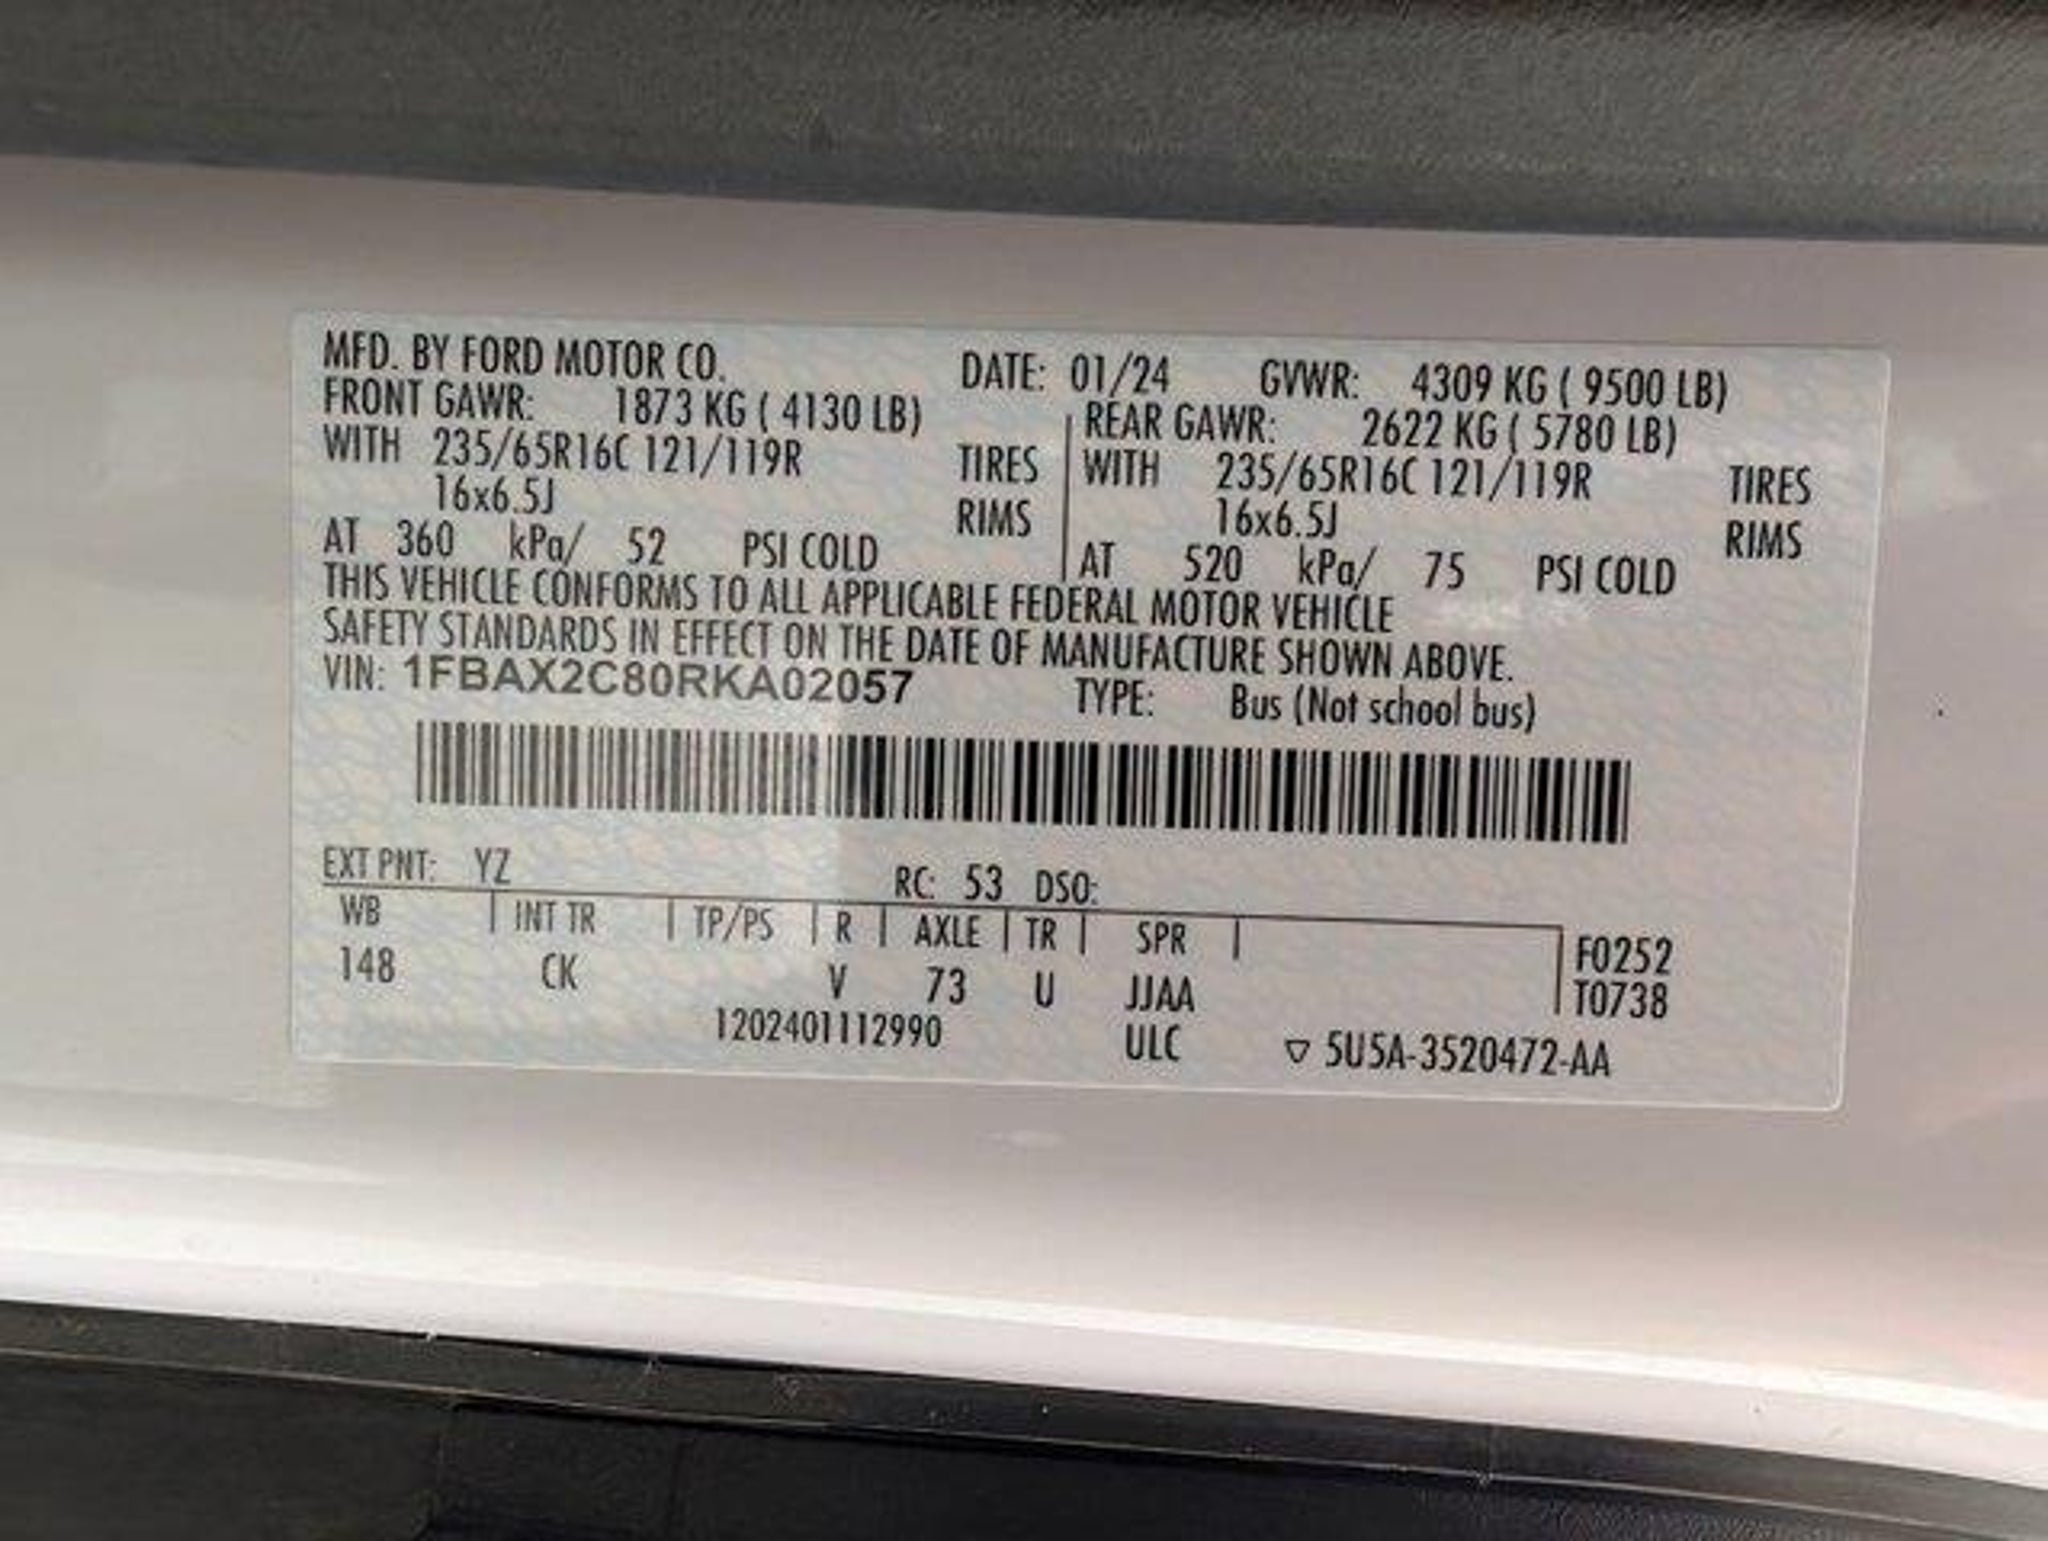 MFD. BY FORD MOTOR CO. DATE: 01/24 GVWR: 4309 KG ( 9500 LB)
FRONT GAWR: 1873 KG ( 4130 LB) REAR GAWR: 2622 KG ( 5780 LB)
WITH 235/65R16C 121/119R TIRES WITH 235/65R16C 121/119R TIRES
16x6.5J RIMS 16x6.5J RIMS
AT 360 kPa/ 52 PSI COLD AT 520 kPa/ 75 PSI COLD
THIS VEHICLE CONFORMS TO ALL APPLICABLE FEDERAL MOTOR VEHICLE
SAFETY STANDARDS IN EFFECT ON THE DATE OF MANUFACTURE SHOWN ABOVE.
VIN: 1FBAX2C80RKA02057 TYPE: Bus (Not school bus)
EXT PNT: YZ RC: 53 DSO:
WB INT TR TP/PS R AXLE TR SPR F0252
148 CK V 73 U JJAA T0738
1202401112990 ULC ▽ 5U5A-3520472-AA